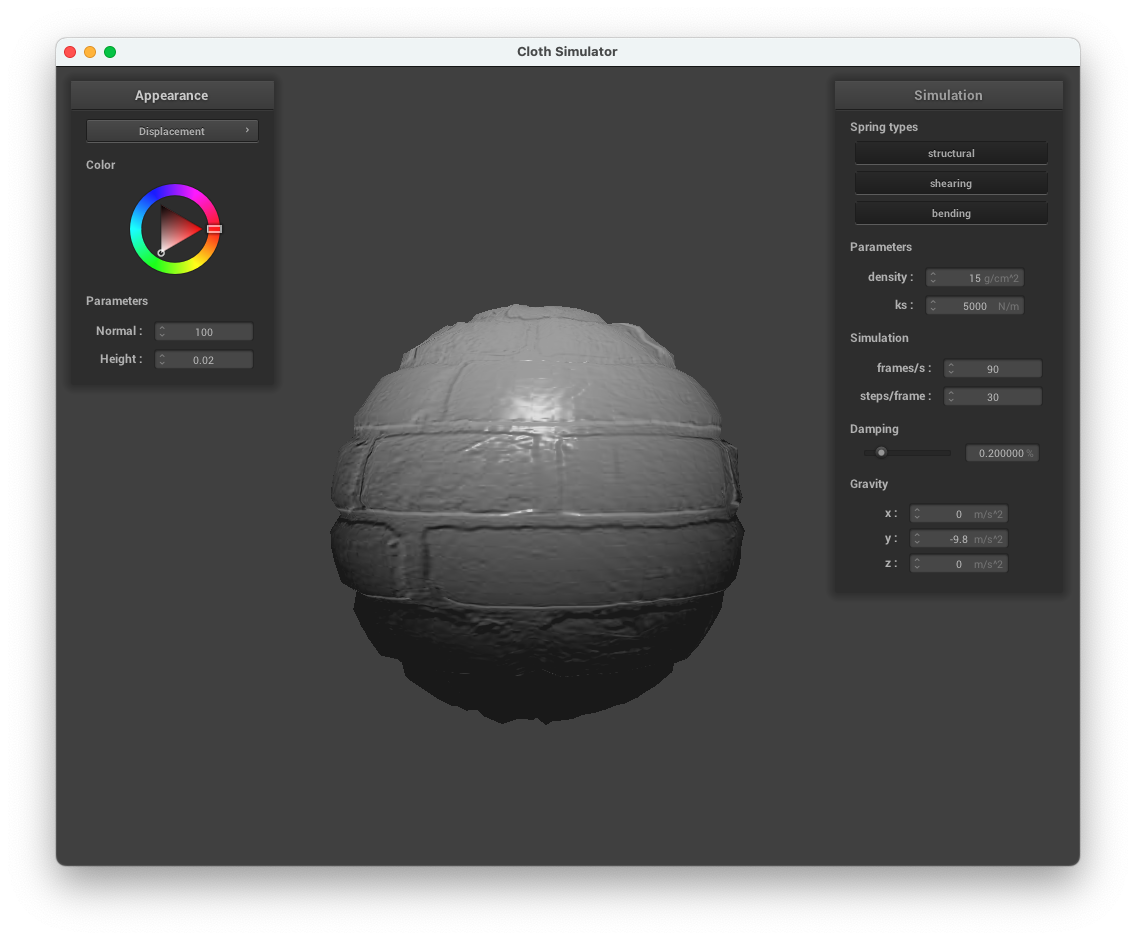 Cloth Simulator
Appearance
Displacement
Color
Parameters
Normal : 100
Height : 0.02
Simulation
Spring types
structural
shearing
bending
Parameters
density : 15 g/cm^2
ks : 5000 N/m
Simulation
frames/s : 90
steps/frame : 30
Damping
0.200000 %
Gravity
x : 0 m/s^2
y : -9.8 m/s^2
z : 0 m/s^2